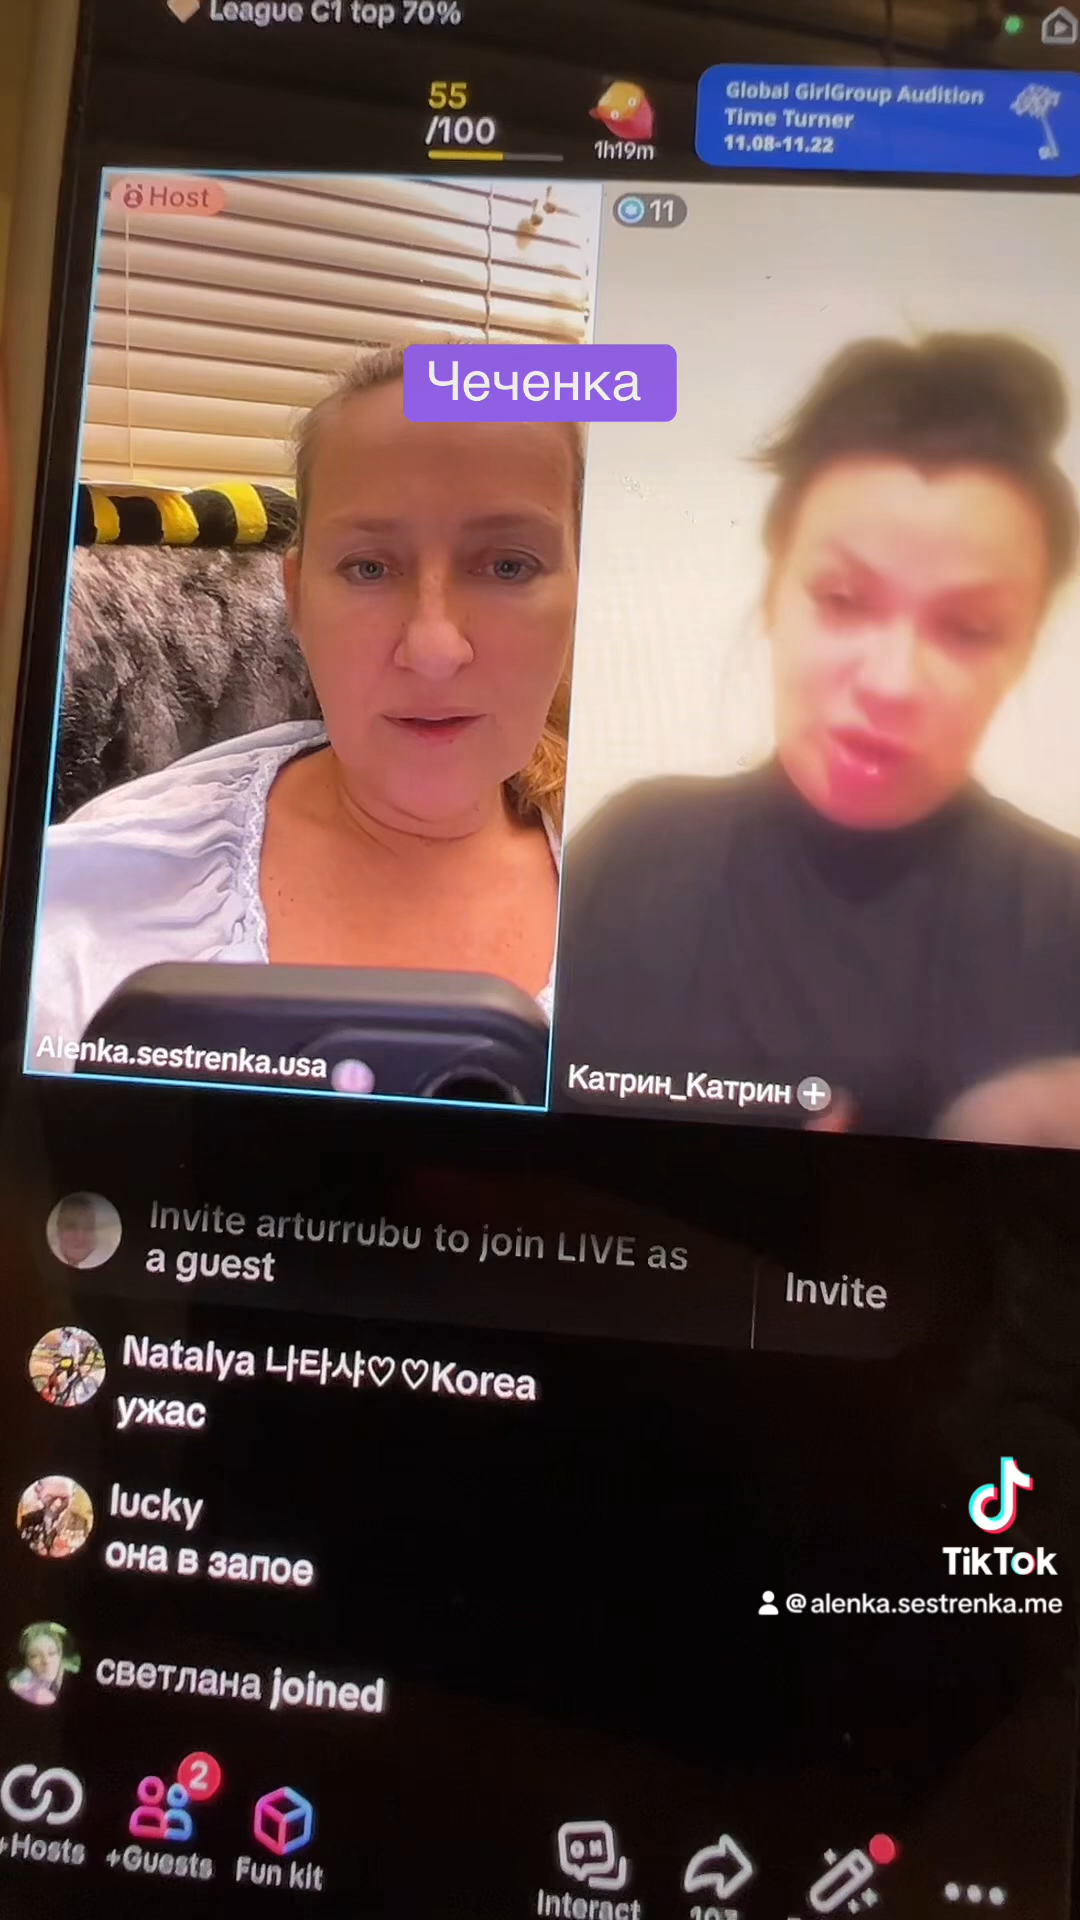 League C1 top 70%
55
/100
1h19m
Global GirlGroup Audition
Time Turner
11.08-11.22
Host
11
Чеченка
Alenka.sestrenka.usa
Катрин_Катрин
Invite arturrubu to join LIVE as
a guest
Invite
Natalya 나타샤♡♡Korea
ужас
lucky
она в запое
TikTok
@alenka.sestrenka.me
светлана joined
2
+Hosts
+Guests
Fun kit
ON
Interact